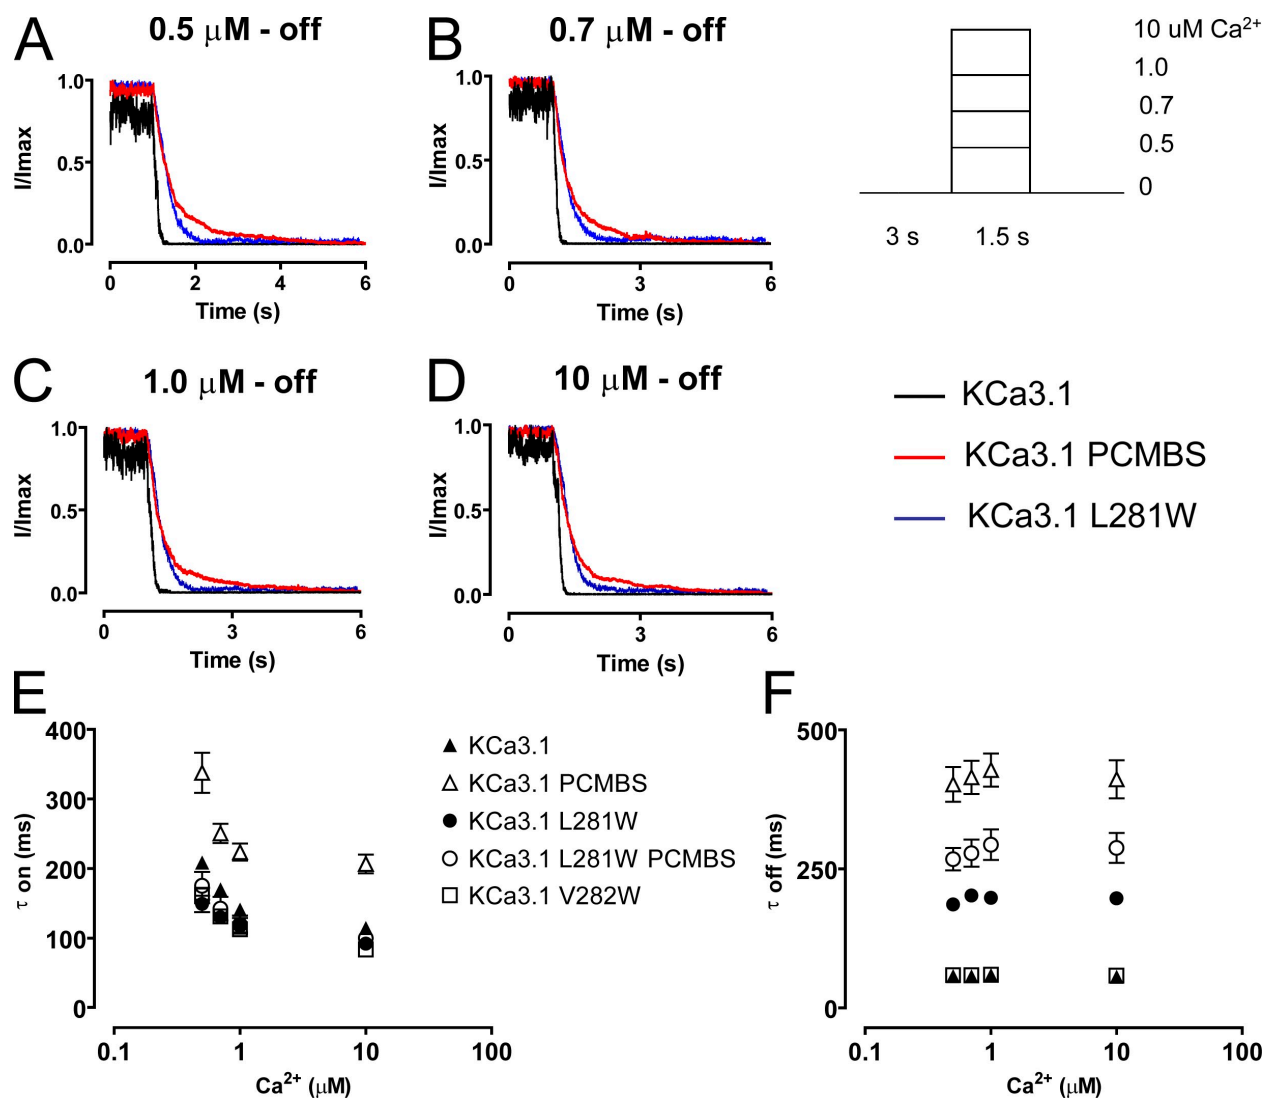 A
0.5 μM - off
I/Imax
1.0
0.5
0.0
0
2
4
6
Time (s)
B
0.7 μM - off
I/Imax
1.0
0.5
0.0
0
3
6
Time (s)
10 uM Ca²⁺
1.0
0.7
0.5
0
3 s
1.5 s
C
1.0 μM - off
I/Imax
1.0
0.5
0.0
0
3
6
Time (s)
D
10 μM - off
I/Imax
1.0
0.5
0.0
0
3
6
Time (s)
KCa3.1
KCa3.1 PCMBS
KCa3.1 L281W
E
τ on (ms)
400
300
200
100
0
0.1
1
10
100
Ca²⁺ (μM)
KCa3.1
KCa3.1 PCMBS
KCa3.1 L281W
KCa3.1 L281W PCMBS
KCa3.1 V282W
F
τ off (ms)
500
250
0
0.1
1
10
100
Ca²⁺ (μM)